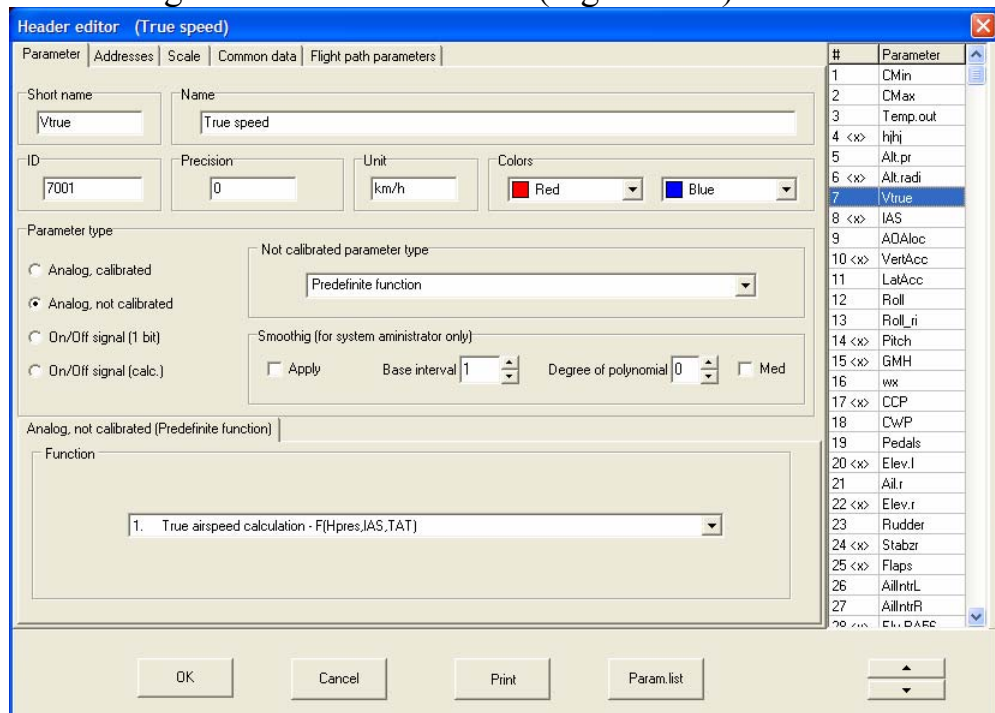 Header editor (True speed)
Parameter Addresses Scale Common data Flight path parameters
Short name Name
Vtrue True speed
ID Precision Unit Colors
7001 0 km/h Red Blue
Parameter type
Not calibrated parameter type
Analog, calibrated
Predefinite function
Analog, not calibrated
On/Off signal (1 bit)
Smoothig (for system aministrator only)
On/Off signal (calc.)
Apply Base interval 1 Degree of polynomial 0 Med
Analog, not calibrated (Predefinite function)
Function
1. True airspeed calculation - F(Hpres,IAS,TAT)
# Parameter
1 CMin
2 CMax
3 Temp.out
4 <x> hjhj
5 Alt.pr
6 <x> Alt.radi
7 Vtrue
8 <x> IAS
9 AOAloc
10 <x> VertAcc
11 LatAcc
12 Roll
13 Roll_ri
14 <x> Pitch
15 <x> GMH
16 wx
17 <x> CCP
18 CWP
19 Pedals
20 <x> Elev.l
21 Ail.r
22 <x> Elev.r
23 Rudder
24 <x> Stabzr
25 <x> Flaps
26 AilIntrL
27 AilIntrR
OK Cancel Print Param.list